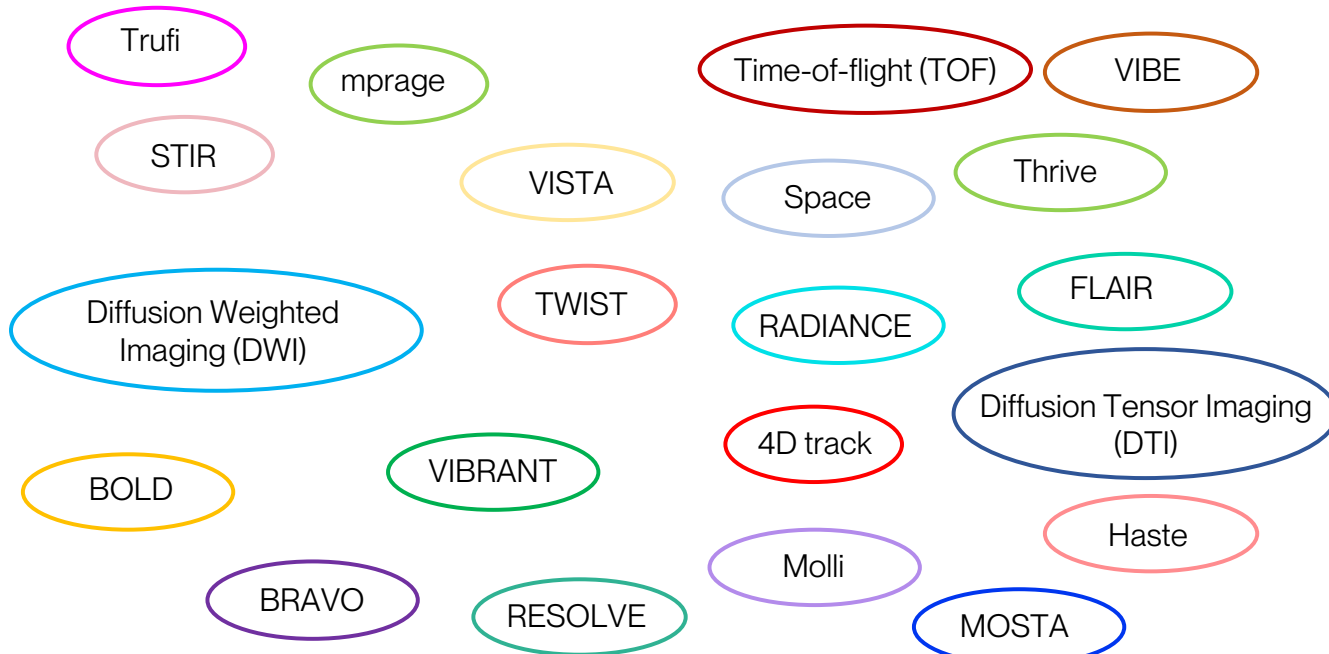 Trufi
mprage
Time-of-flight (TOF)
VIBE
STIR
VISTA
Space
Thrive
Diffusion Weighted
Imaging (DWI)
TWIST
RADIANCE
FLAIR
Diffusion Tensor Imaging
(DTI)
4D track
BOLD
VIBRANT
Haste
Molli
BRAVO
RESOLVE
MOSTA